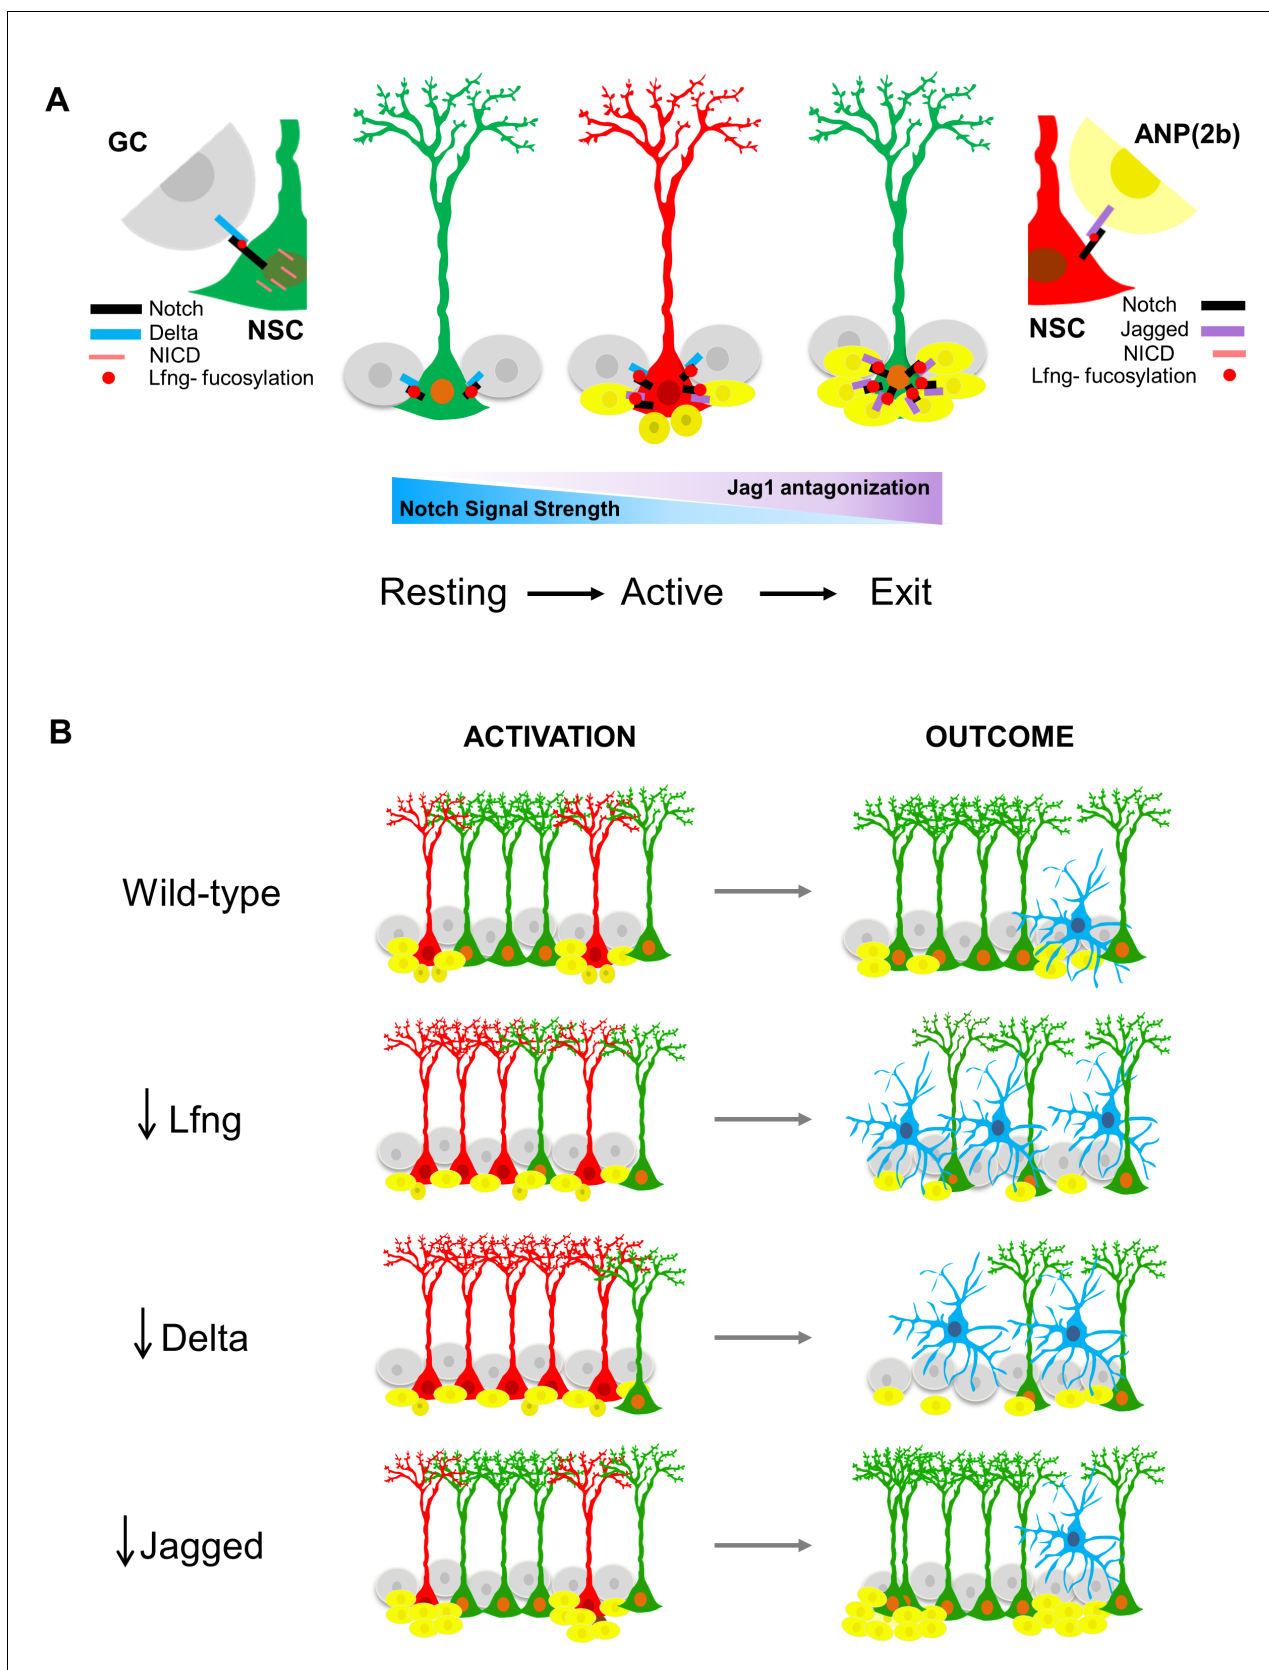 A
GC
ANP(2b)
Notch
Delta
NICD
Lfng- fucosylation
NSC
NSC
Notch
Jagged
NICD
Lfng- fucosylation
Jag1 antagonization
Notch Signal Strength
Resting
Active
Exit
B
ACTIVATION
OUTCOME
Wild-type
Lfng
Delta
Jagged